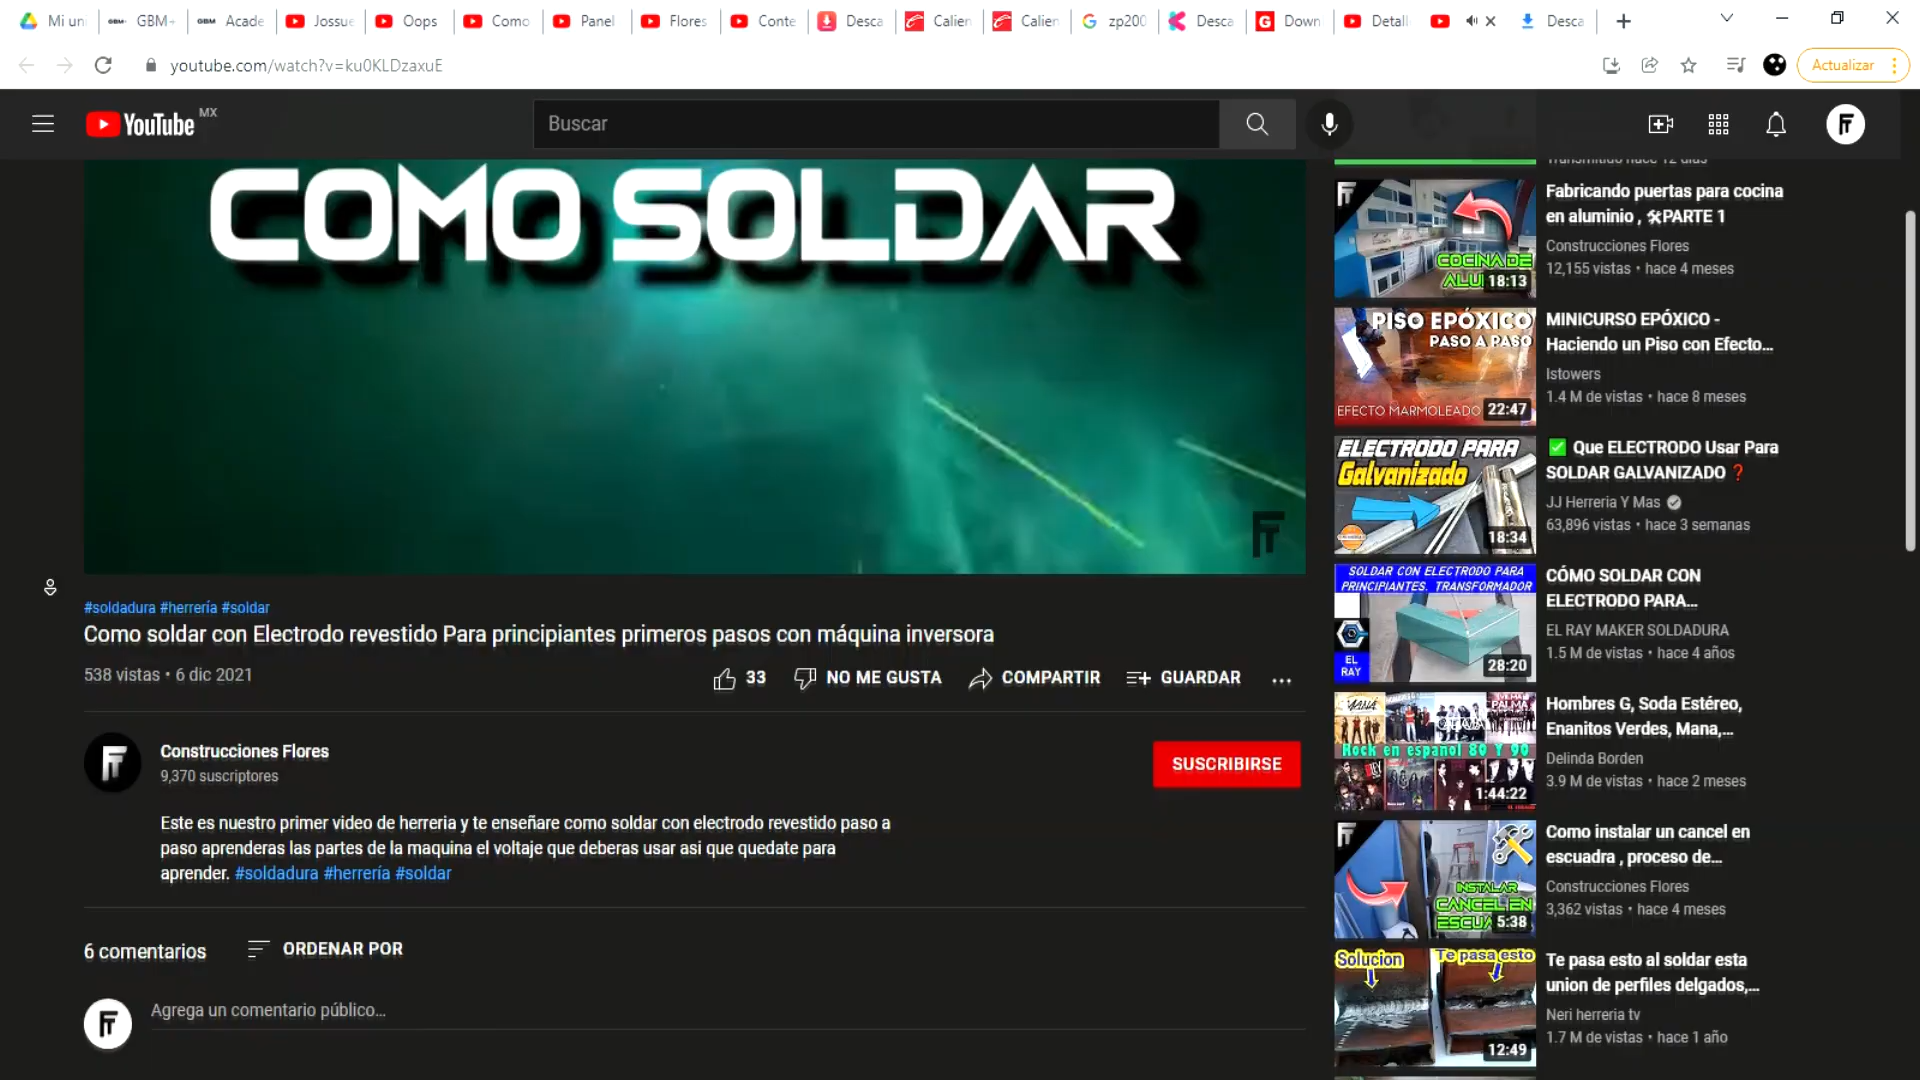 Mi uni
GBM+
Acade
Jossue
Oops
Como
Panel
Flores
Conte
Desca
Calien
Calien
zp200
Desca
Down
Detall
Desca
youtube.com/watch?v=ku0KLDzaxuE
Actualizar
YouTube MX
Buscar
COMO SOLDAR
#soldadura #herrería #soldar
Como soldar con Electrodo revestido Para principiantes primeros pasos con máquina inversora
538 vistas • 6 dic 2021
33
NO ME GUSTA
COMPARTIR
GUARDAR
Construcciones Flores
9,370 suscriptores
SUSCRIBIRSE
Este es nuestro primer video de herreria y te enseñare como soldar con electrodo revestido paso a
paso aprenderas las partes de la maquina el voltaje que deberas usar asi que quedate para
aprender. #soldadura #herrería #soldar
6 comentarios
ORDENAR POR
Agrega un comentario público...
Transmitido hace 12 días
COCINA DE
18:13
Fabricando puertas para cocina
en aluminio , 🛠PARTE 1
Construcciones Flores
12,155 vistas • hace 4 meses
PISO EPÓXICO
PASO A PASO
EFECTO MARMOLEADO
22:47
MINICURSO EPÓXICO -
Haciendo un Piso con Efecto...
Istowers
1.4 M de vistas • hace 8 meses
ELECTRODO PARA
Galvanizado
18:34
✅ Que ELECTRODO Usar Para
SOLDAR GALVANIZADO ❓
JJ Herreria Y Mas
63,896 vistas • hace 3 semanas
SOLDAR CON ELECTRODO PARA
PRINCIPIANTES. TRANSFORMADOR
EL
RAY
28:20
CÓMO SOLDAR CON
ELECTRODO PARA...
EL RAY MAKER SOLDADURA
1.5 M de vistas • hace 4 años
Rock en espanol 80 Y 90
1:44:22
Hombres G, Soda Estéreo,
Enanitos Verdes, Mana,...
Delinda Borden
3.9 M de vistas • hace 2 meses
INSTALAR
CANCEL EN
5:38
Como instalar un cancel en
escuadra , proceso de...
Construcciones Flores
3,362 vistas • hace 4 meses
Solucion
Te pasa esto
12:49
Te pasa esto al soldar esta
union de perfiles delgados,...
Neri herreria tv
1.7 M de vistas • hace 1 año